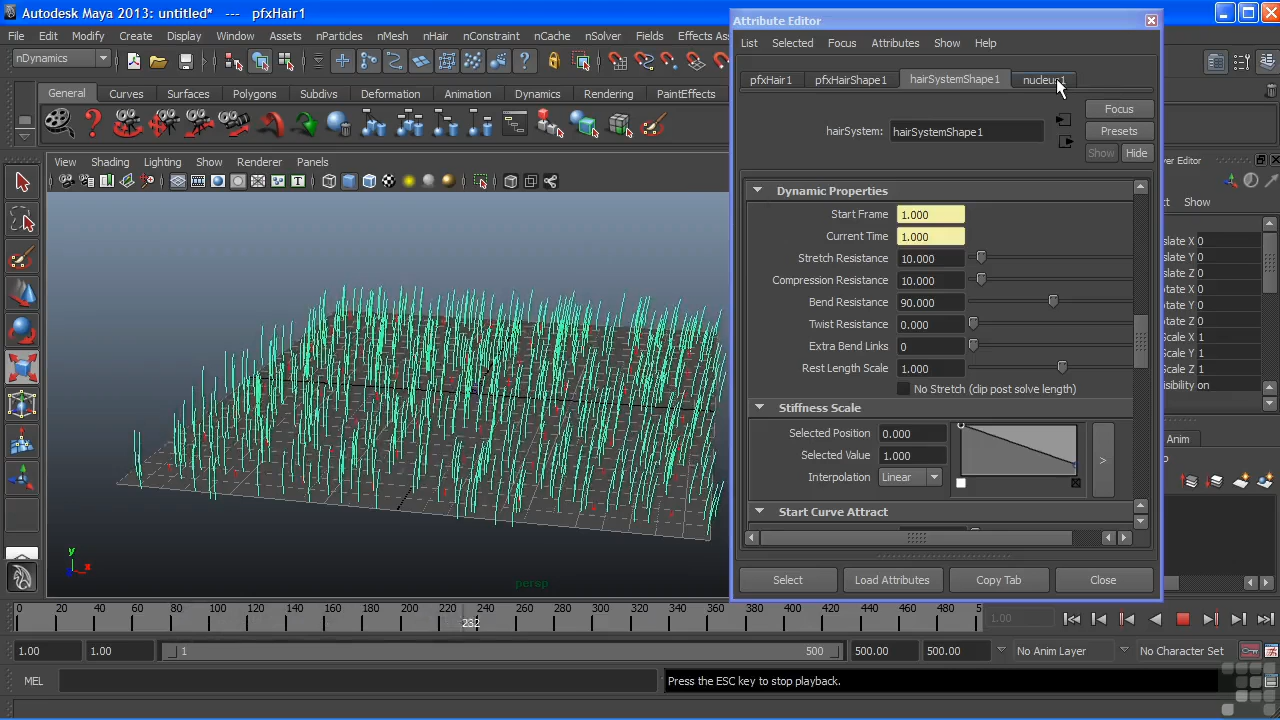 Autodesk Maya 2013: untitled*  ---  pfxHair1
File Edit Modify Create Display Window Assets nParticles nMesh nHair nConstraint nCache nSolver Fields Effects Ass
nDynamics
General Curves Surfaces Polygons Subdivs Deformation Animation Dynamics Rendering PaintEffects
View Shading Lighting Show Renderer Panels
persp
y
x
Attribute Editor
List Selected Focus Attributes Show Help
pfxHair1 pfxHairShape1 hairSystemShape1 nucleus1
hairSystem: hairSystemShape1
Focus
Presets
Show Hide
Dynamic Properties
Start Frame 1.000
Current Time 1.000
Stretch Resistance 10.000
Compression Resistance 10.000
Bend Resistance 90.000
Twist Resistance 0.000
Extra Bend Links 0
Rest Length Scale 1.000
No Stretch (clip post solve length)
Stiffness Scale
Selected Position 0.000
Selected Value 1.000
Interpolation Linear
>
Start Curve Attract
Select Load Attributes Copy Tab Close
yer Editor
ct Show
slate X 0
slate Y 0
slate Z 0
otate X 0
otate Y 0
otate Z 0
Scale X 1
Scale Y 1
Scale Z 1
isibility on
Anim
0 20 40 60 80 100 120 140 160 180 200 220 240 260 280 300 320 340 360 380 400 420 440 460 480
232
1.00
1.00 1.00 1 500 500.00 500.00 No Anim Layer No Character Set
MEL
Press the ESC key to stop playback.